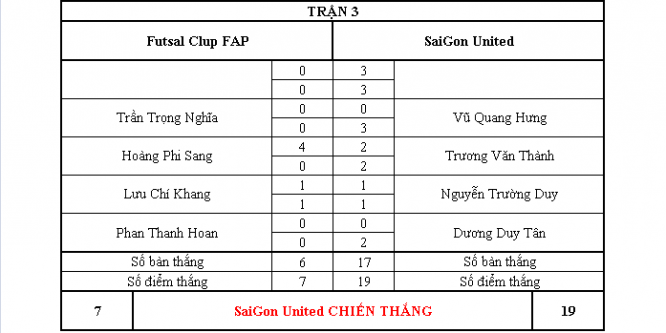 TRẬN 3
Futsal Clup FAP SaiGon United
0 3
0 3
Trần Trọng Nghĩa 0 0 Vũ Quang Hưng
0 3
Hoàng Phi Sang 4 2 Trương Văn Thành
0 2
Lưu Chí Khang 1 1 Nguyễn Trường Duy
1 1
Phan Thanh Hoan 0 0 Dương Duy Tân
0 2
Số bàn thắng 6 17 Số bàn thắng
Số điểm thắng 7 19 Số điểm thắng
7 SaiGon United CHIẾN THẮNG 19